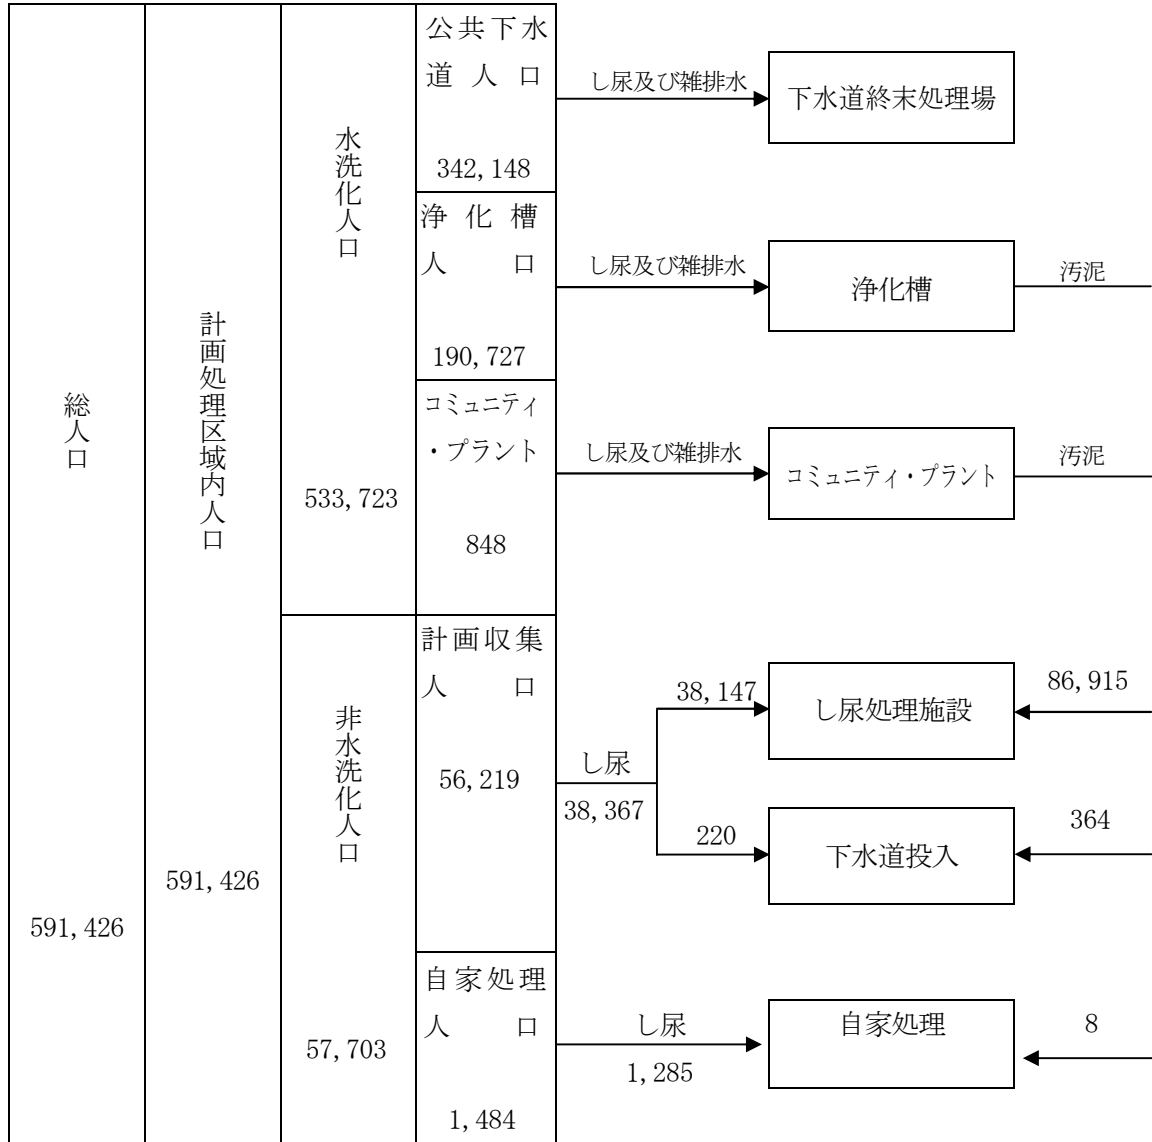 総人口
591,426
計画処理区域内人口
591,426
水洗化人口
533,723
非水洗化人口
57,703
公共下水
道人口
342,148
浄化槽
人口
190,727
コミュニティ
・プラント
848
計画収集
人口
56,219
自家処理
人口
1,484
し尿及び雑排水
下水道終末処理場
し尿及び雑排水
浄化槽
汚泥
し尿及び雑排水
コミュニティ・プラント
汚泥
し尿
38,367
38,147
し尿処理施設
86,915
220
下水道投入
364
し尿
1,285
自家処理
8